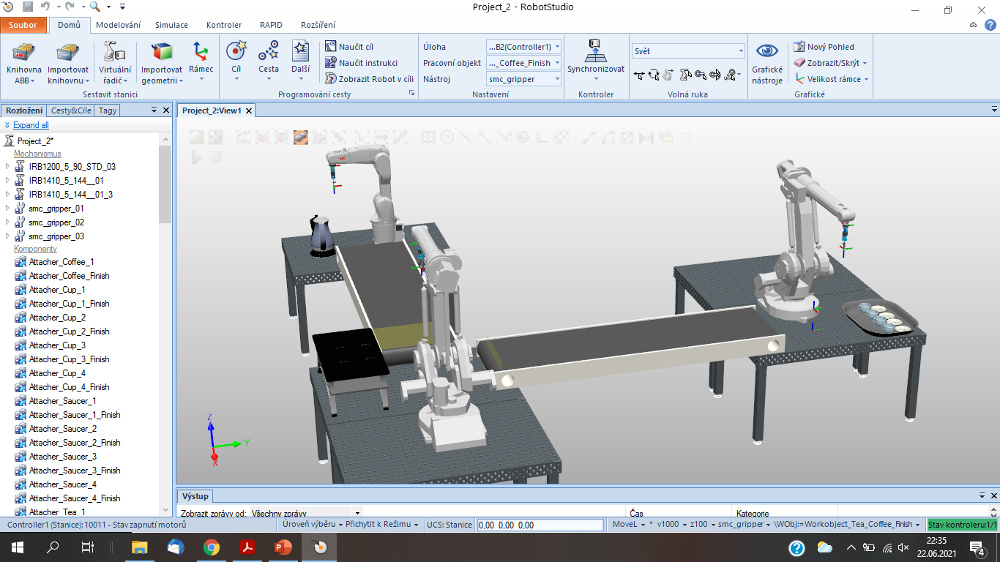 Project_2 - RobotStudio
Soubor Domů Modelování Simulace Kontroler RAPID Rozšíření
Knihovna ABB
Importovat knihovnu
Virtuální řadič
Importovat geometrii
Rámec
Sestavit stanici
Cíl
Cesta
Další
Naučit cíl
Naučit instrukci
Zobrazit Robot v cíli
Programování cesty
Úloha ...B2(Controller1)
Pracovní objekt ..._Coffee_Finish
Nástroj smc_gripper
Nastavení
Synchronizovat
Kontroler
Svět
Volná ruka
Grafické nástroje
Nový Pohled
Zobrazit/Skrýt
Velikost rámce
Grafické
Rozložení Cesty&Cíle Tagy
Project_2:View1
Expand all
Project_2*
Mechanismus
IRB1200_5_90_STD_03
IRB1410_5_144__01
IRB1410_5_144__01_3
smc_gripper_01
smc_gripper_02
smc_gripper_03
Komponenty
Attacher_Coffee_1
Attacher_Coffee_Finish
Attacher_Cup_1
Attacher_Cup_1_Finish
Attacher_Cup_2
Attacher_Cup_2_Finish
Attacher_Cup_3
Attacher_Cup_3_Finish
Attacher_Cup_4
Attacher_Cup_4_Finish
Attacher_Saucer_1
Attacher_Saucer_1_Finish
Attacher_Saucer_2
Attacher_Saucer_2_Finish
Attacher_Saucer_3
Attacher_Saucer_3_Finish
Attacher_Saucer_4
Attacher_Saucer_4_Finish
Attacher_Tea_1
Z
Y
X
Výstup
Zobrazit zprávy od: Všechny zprávy Čas Kategorie
Controller1 (Stanice): 10011 - Stav zapnutí motorů Úroveň výběru Přichytit k Režimu UCS: Stanice 0,00 0,00 0,00 MoveL * v1000 z100 smc_gripper \WObj:=Workobject_Tea_Coffee_Finish Stav kontroleru:1/1
22:35
22.06.2021
4